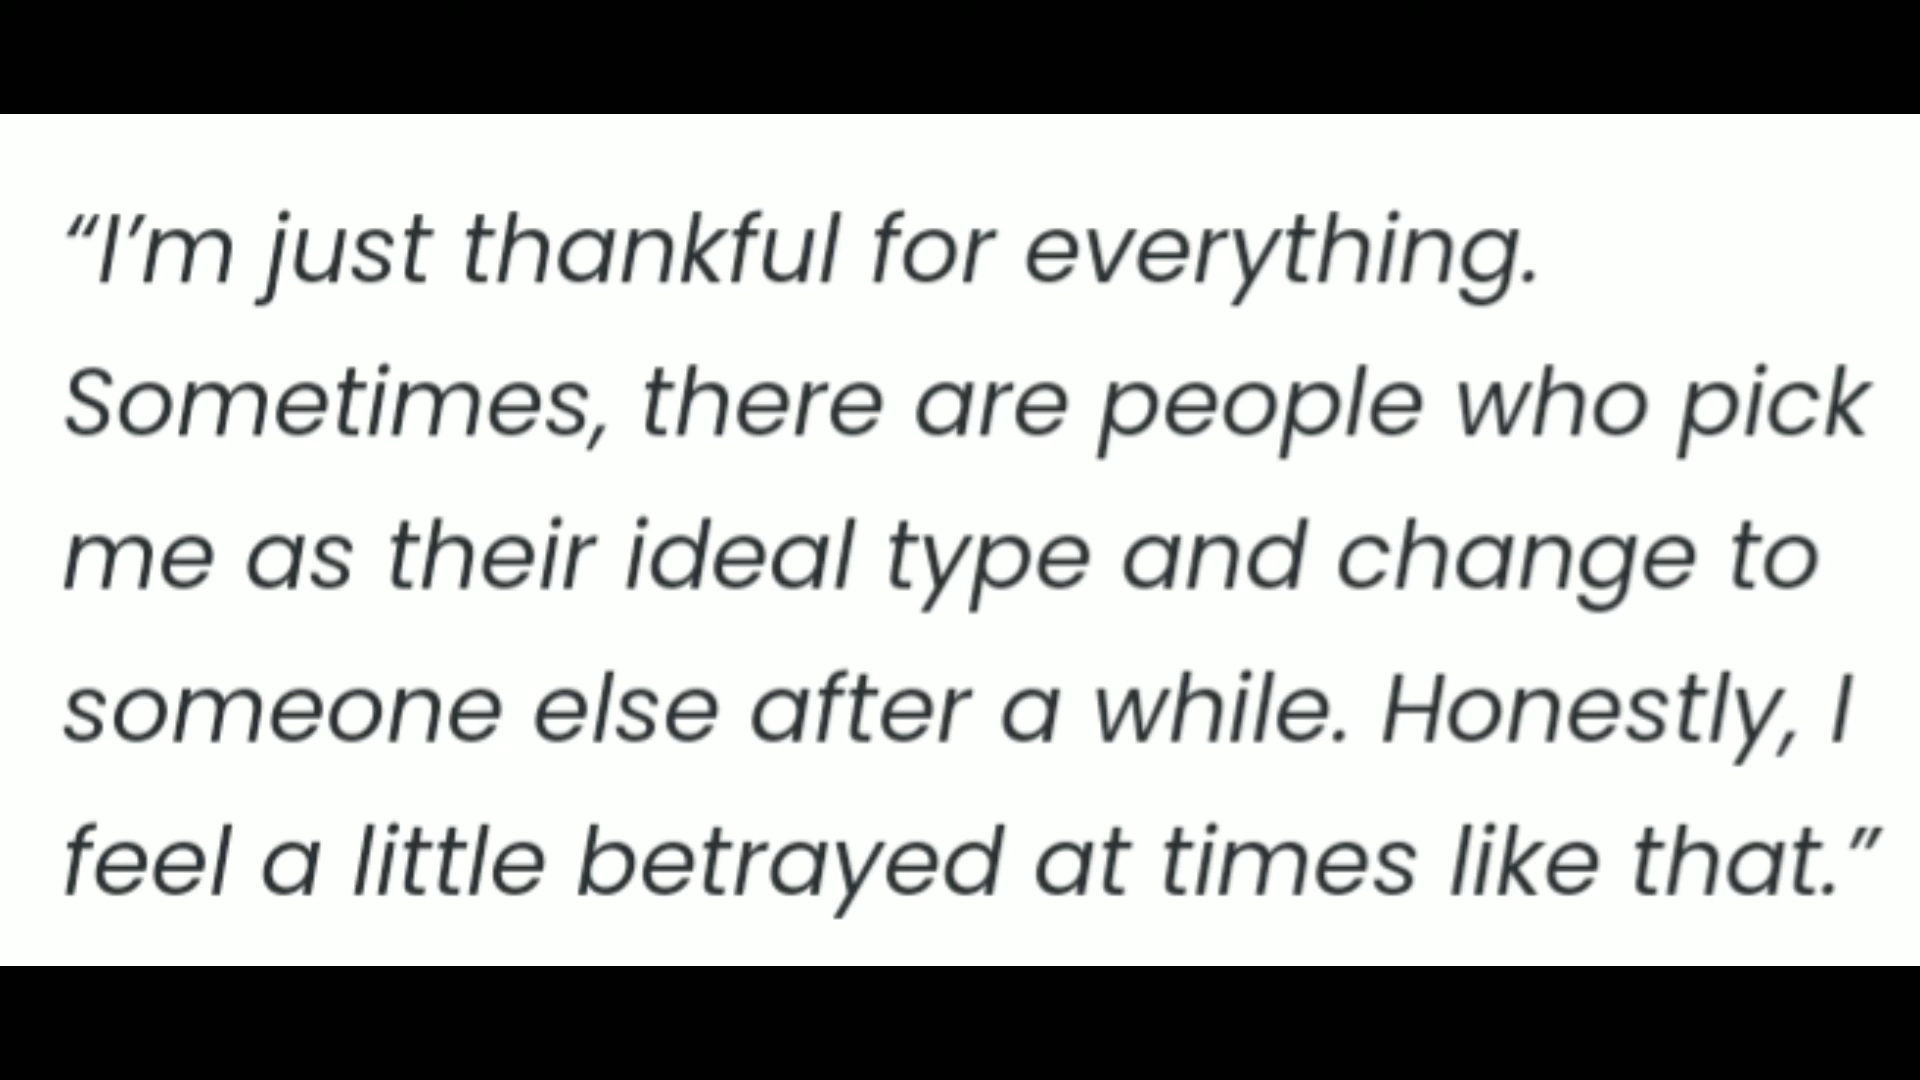 “I’m just thankful for everything.
Sometimes, there are people who pick
me as their ideal type and change to
someone else after a while. Honestly, I
feel a little betrayed at times like that.”